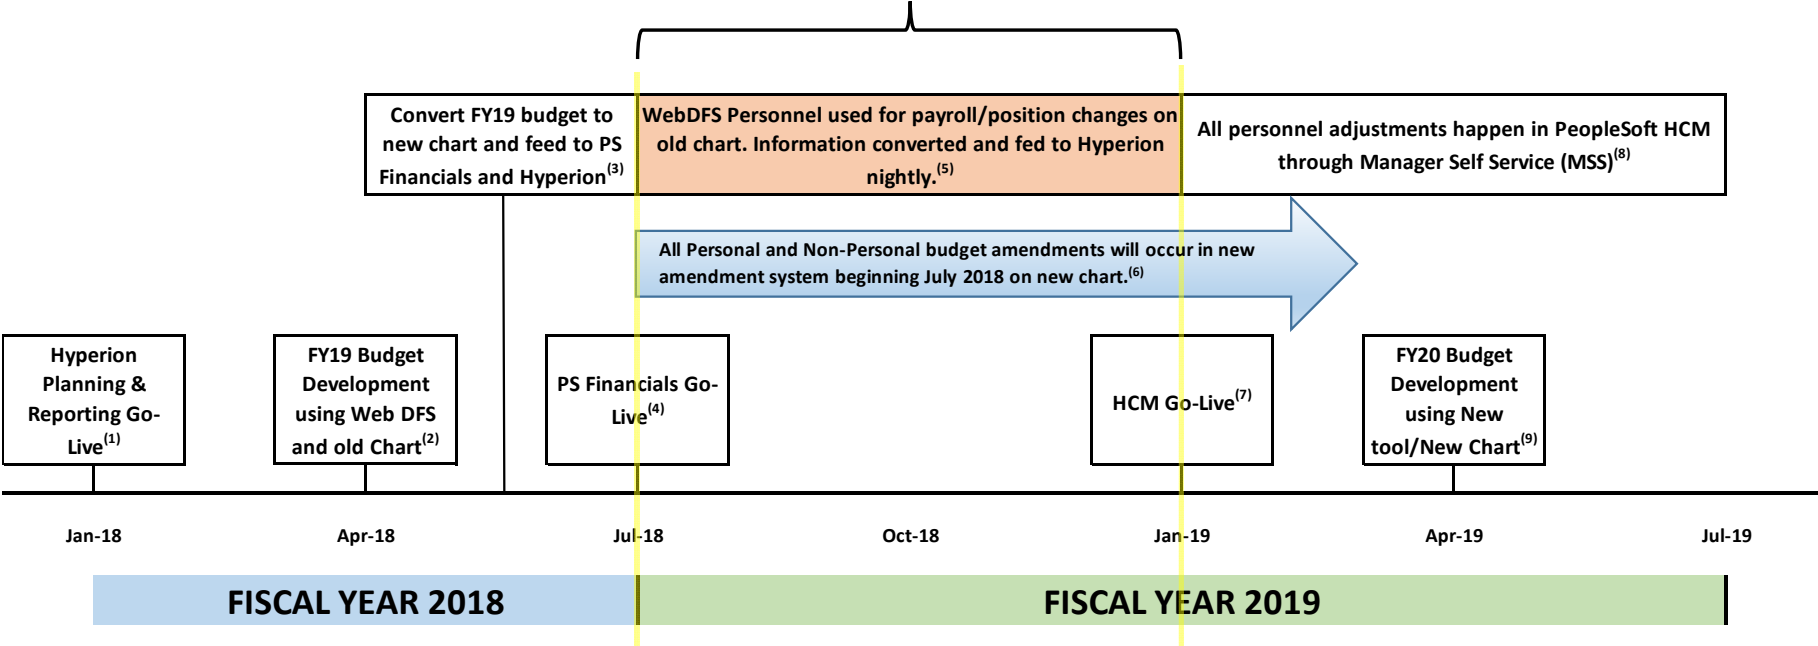 Convert FY19 budget to
new chart and feed to PS
Financials and Hyperion(3)
WebDFS Personnel used for payroll/position changes on
old chart. Information converted and fed to Hyperion
nightly.(5)
All personnel adjustments happen in PeopleSoft HCM
through Manager Self Service (MSS)(8)
All Personal and Non-Personal budget amendments will occur in new
amendment system beginning July 2018 on new chart.(6)
Hyperion
Planning &
Reporting Go-
Live(1)
FY19 Budget
Development
using Web DFS
and old Chart(2)
PS Financials Go-
Live(4)
HCM Go-Live(7)
FY20 Budget
Development
using New
tool/New Chart(9)
Jan-18
Apr-18
Jul-18
Oct-18
Jan-19
Apr-19
Jul-19
FISCAL YEAR 2018
FISCAL YEAR 2019